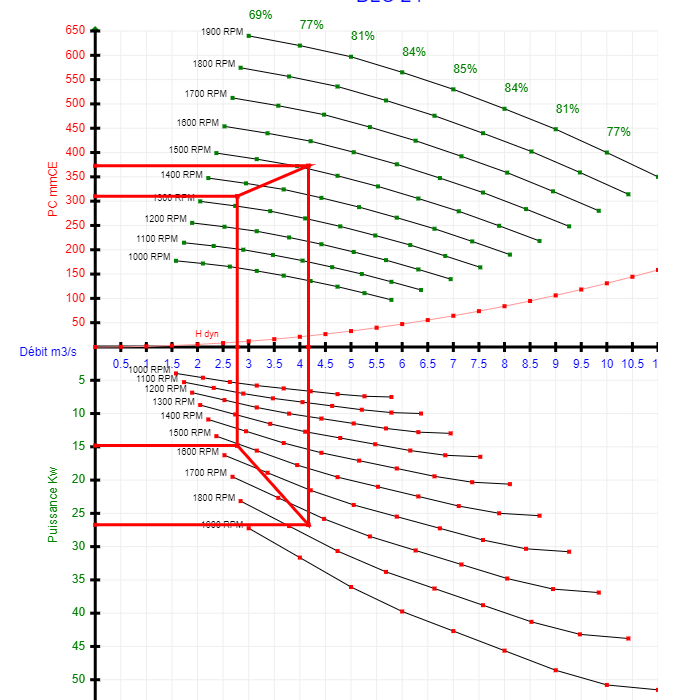 69%
650
1900 RPM
77%
600
81%
84%
550
1800 RPM
85%
500
1700 RPM
84%
450
1600 RPM
81%
400
1500 RPM
77%
350
1400 RPM
300
1300 RPM
250
1200 RPM
200
1100 RPM
150
1000 RPM
100
50
PC mmCE
H dyn
Débit m3/s
0.5 1 1.5 2 2.5 3 3.5 4 4.5 5 5.5 6 6.5 7 7.5 8 8.5 9 9.5 10 10.5
1000 RPM
5
1100 RPM
1200 RPM
10
1300 RPM
1400 RPM
15
1500 RPM
1600 RPM
20
1700 RPM
25
1800 RPM
1900 RPM
30
35
40
45
50
Puissance Kw